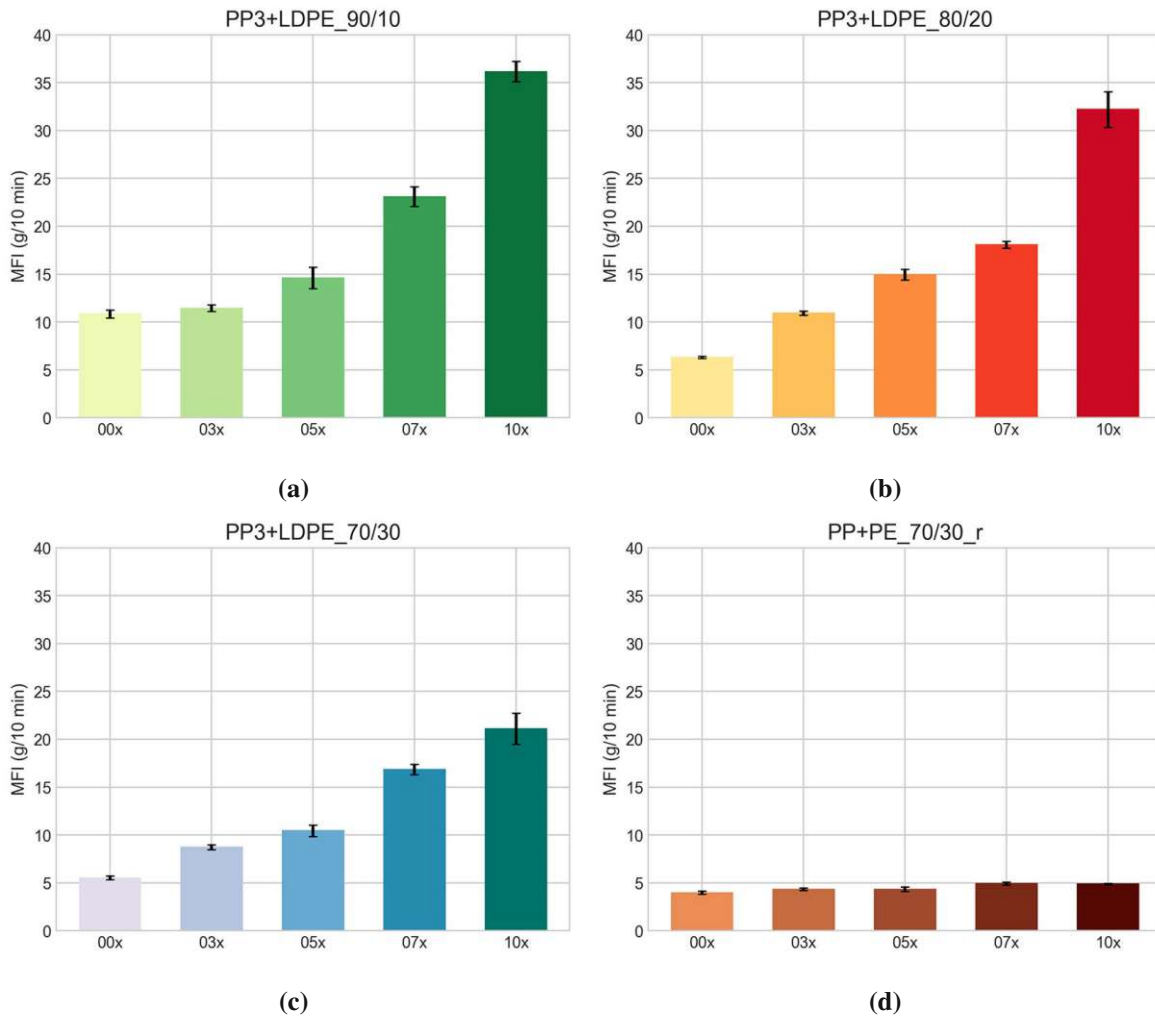 PP3+LDPE_90/10
MFI (g/10 min)
40
35
30
25
20
15
10
5
0
00x 03x 05x 07x 10x
(a)
PP3+LDPE_80/20
MFI (g/10 min)
40
35
30
25
20
15
10
5
0
00x 03x 05x 07x 10x
(b)
PP3+LDPE_70/30
MFI (g/10 min)
40
35
30
25
20
15
10
5
0
00x 03x 05x 07x 10x
(c)
PP+PE_70/30_r
MFI (g/10 min)
40
35
30
25
20
15
10
5
0
00x 03x 05x 07x 10x
(d)